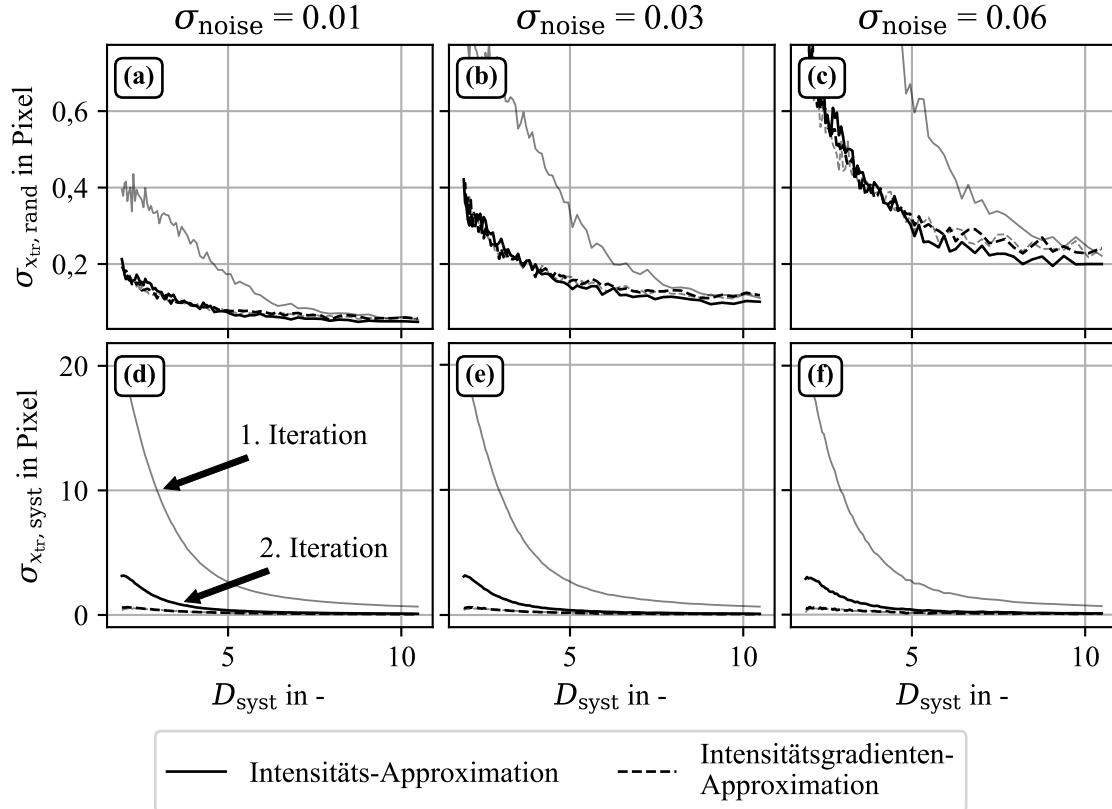 σnoise = 0.01
σnoise = 0.03
σnoise = 0.06
(a)
(b)
(c)
0,6
0,4
0,2
σxtr, rand in Pixel
(d)
(e)
(f)
20
10
0
σxtr, syst in Pixel
1. Iteration
2. Iteration
5
10
5
10
5
10
Dsyst in -
Dsyst in -
Dsyst in -
Intensitäts-Approximation
Intensitätsgradienten-
Approximation